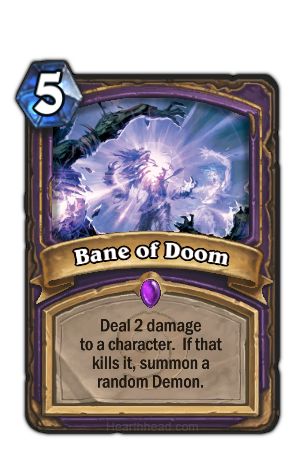 5
Bane of Doom
Deal 2 damage
to a character. If that
kills it, summon a
random Demon.
Hearthhead.com